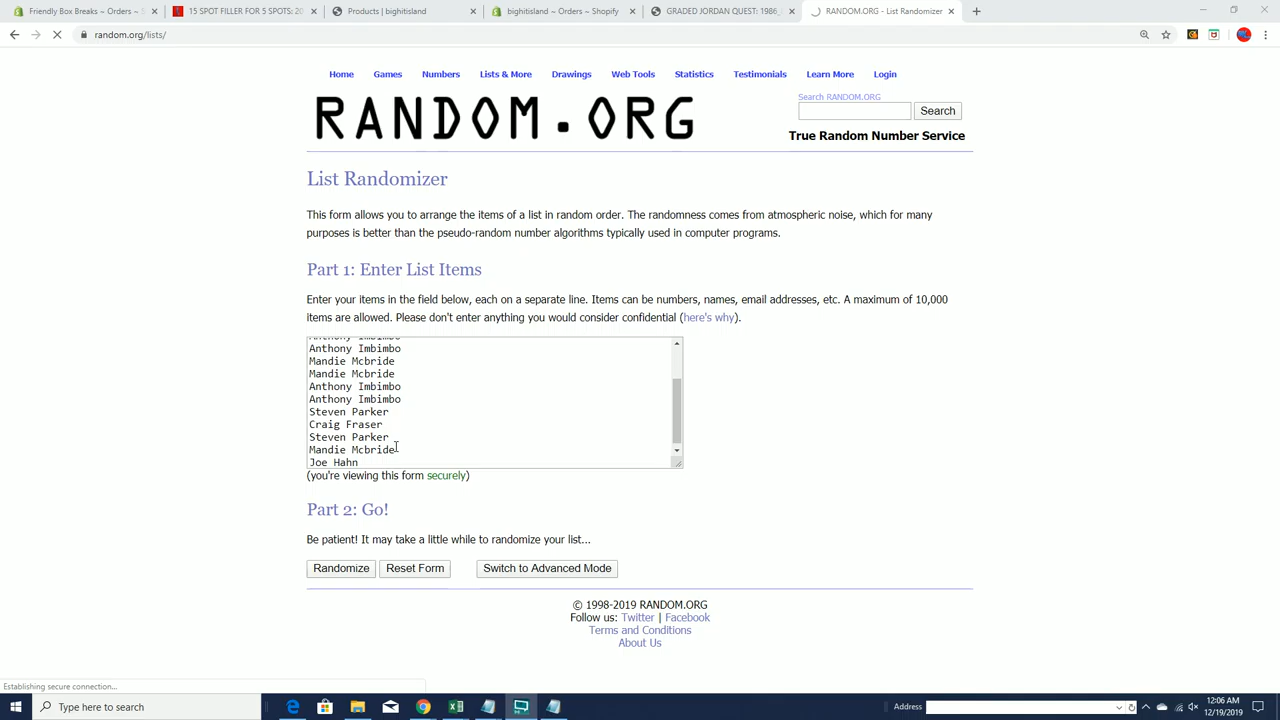 Friendly Box Breaks ~ Orders ~ S
15 SPOT FILLER FOR 5 SPOTS: 20
Products | bighitisland
bighitisland ~ Orders ~ Shopify
GRADED JORDAN QUEST: 1986
RANDOM.ORG - List Randomizer
random.org/lists/
Home
Games
Numbers
Lists & More
Drawings
Web Tools
Statistics
Testimonials
Learn More
Login
RANDOM.ORG
Search RANDOM.ORG
Search
True Random Number Service
List Randomizer
This form allows you to arrange the items of a list in random order. The randomness comes from atmospheric noise, which for many
purposes is better than the pseudo-random number algorithms typically used in computer programs.
Part 1: Enter List Items
Enter your items in the field below, each on a separate line. Items can be numbers, names, email addresses, etc. A maximum of 10,000
items are allowed. Please don't enter anything you would consider confidential (here's why).
Anthony Imbimbo
Anthony Imbimbo
Mandie Mcbride
Mandie Mcbride
Anthony Imbimbo
Anthony Imbimbo
Steven Parker
Craig Fraser
Steven Parker
Mandie Mcbride
Joe Hahn
(you're viewing this form securely)
Part 2: Go!
Be patient! It may take a little while to randomize your list...
Randomize
Reset Form
Switch to Advanced Mode
© 1998-2019 RANDOM.ORG
Follow us: Twitter | Facebook
Terms and Conditions
About Us
Establishing secure connection...
Type here to search
Address
12:06 AM
12/19/2019